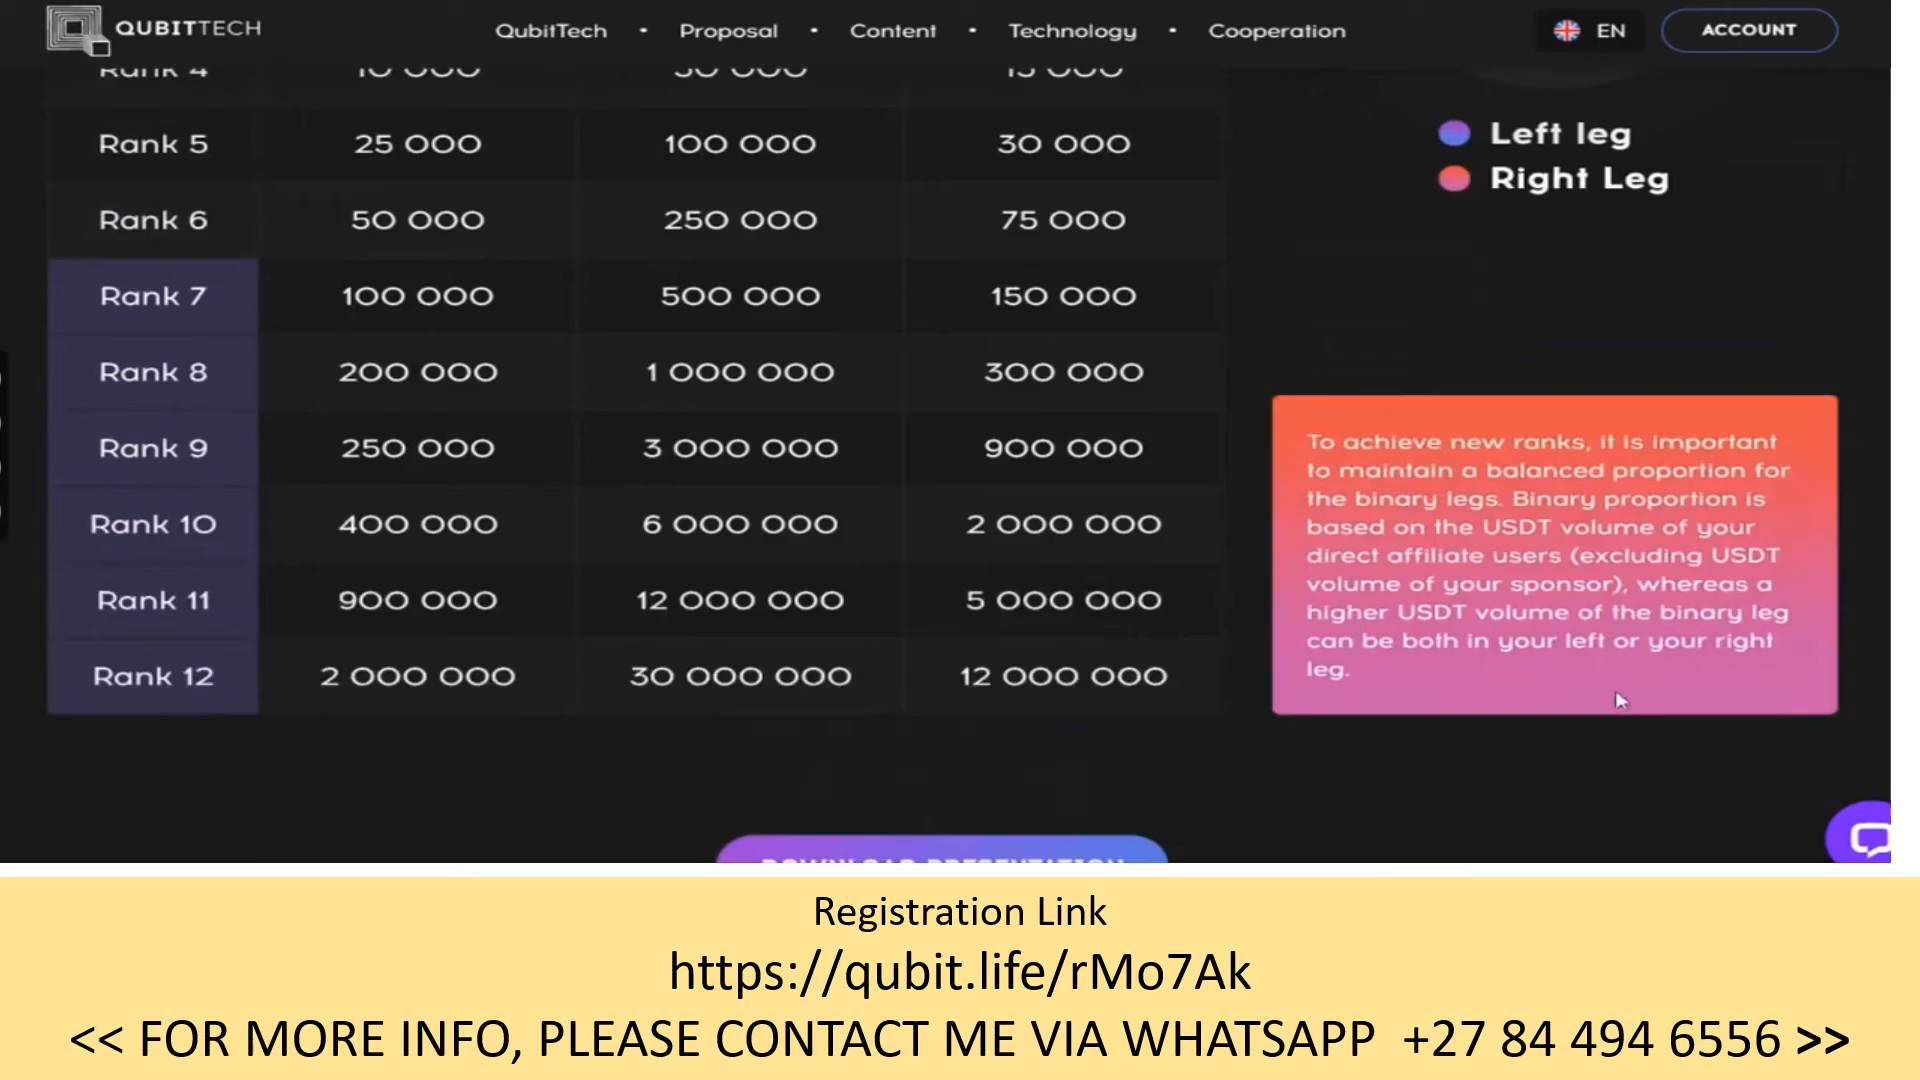 QUBITTECH
QubitTech • Proposal • Content • Technology • Cooperation
EN
ACCOUNT
Rank 4
Rank 5 25 000 100 000 30 000
Rank 6 50 000 250 000 75 000
Rank 7 100 000 500 000 150 000
Rank 8 200 000 1 000 000 300 000
Rank 9 250 000 3 000 000 900 000
Rank 10 400 000 6 000 000 2 000 000
Rank 11 900 000 12 000 000 5 000 000
Rank 12 2 000 000 30 000 000 12 000 000
Left leg
Right Leg
To achieve new ranks, it is important
to maintain a balanced proportion for
the binary legs. Binary proportion is
based on the USDT volume of your
direct affiliate users (excluding USDT
volume of your sponsor), whereas a
higher USDT volume of the binary leg
can be both in your left or your right
leg.
DOWNLOAD PRESENTATION
Registration Link
https://qubit.life/rMo7Ak
<< FOR MORE INFO, PLEASE CONTACT ME VIA WHATSAPP +27 84 494 6556 >>